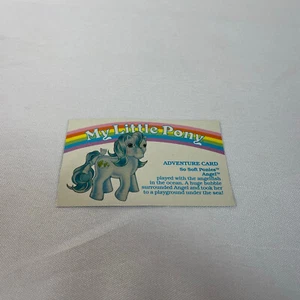 My Little Pony
ADVENTURE CARD
So Soft Ponies™
Angel™
played with the angelfish
in the ocean. A huge bubble
surrounded Angel and took her
to a playground under the sea!